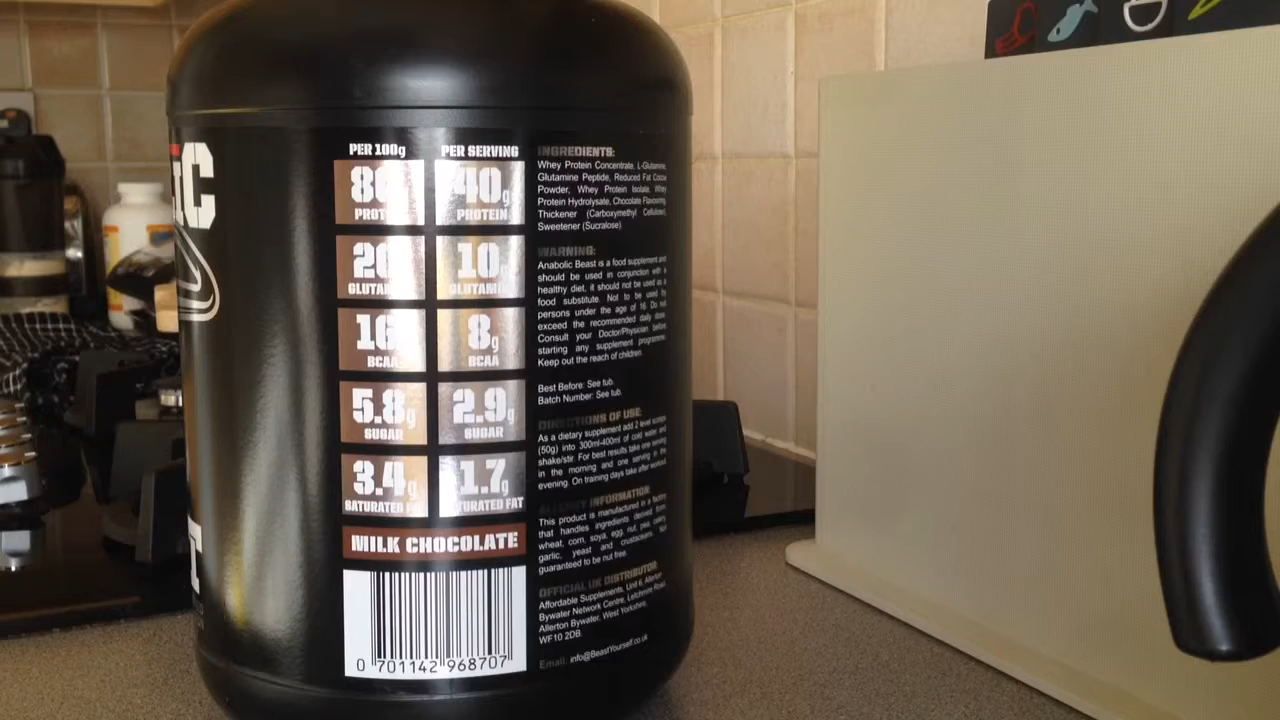 iC
PER 100g PER SERVING
80 40g
PROT PROTEIN
20 10
GLUTAM GLUTAMI
16 8g
BCAA BCAA
5.8g 2.9g
SUGAR SUGAR
3.4g 1.7g
SATURATED FA TURATED FAT
MILK CHOCOLATE
0 701142 968707
INGREDIENTS:
Whey Protein Concentrate, L-Glutamine,
Glutamine Peptide, Reduced Fat Cocoa
Powder, Whey Protein Isolate, Whey
Protein Hydrolysate, Chocolate Flavouring,
Thickener (Carboxymethyl Cellulose),
Sweetener (Sucralose)
WARNING:
Anabolic Beast is a food supplement and
should be used in conjunction with a
healthy diet, it should not be used as a
food substitute. Not to be used by
persons under the age of 16. Do not
exceed the recommended daily dose.
Consult your Doctor/Physician before
starting any supplement programme.
Keep out the reach of children.
Best Before: See tub.
Batch Number: See tub.
DIRECTIONS OF USE:
As a dietary supplement add 2 level scoops
(50g) into 300ml-400ml of cold water and
shake/stir. For best results take one serving
in the morning and one serving in the
evening. On training days take after workout.
ALLERGY INFORMATION:
This product is manufactured in a factory
that handles ingredients derived from
wheat, corn, soya, egg, nut, pea, celery,
garlic, yeast and crustaceans. Not
guaranteed to be nut free.
OFFICIAL UK DISTRIBUTOR:
Affordable Supplements, Unit 6, Allerton
Bywater Network Centre, Letchmire Road,
Allerton Bywater, West Yorkshire,
WF10 2DB.
Email: info@BeastYourself.co.uk